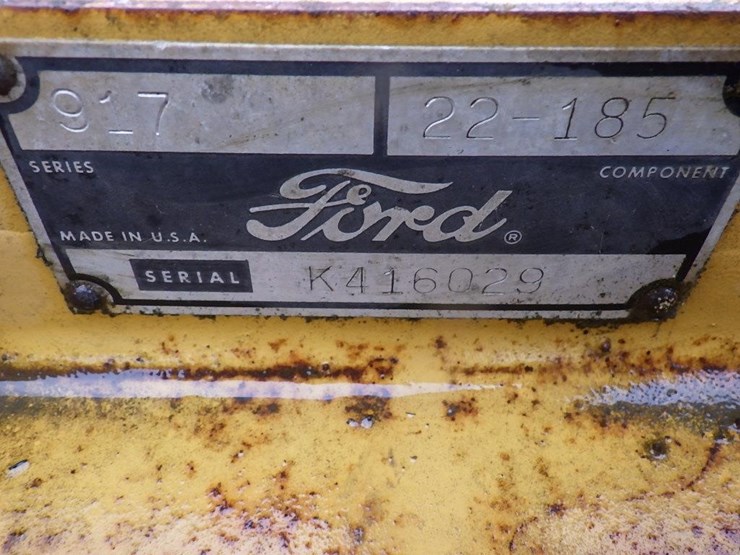 917 22-185
SERIES COMPONENT
Ford ®
MADE IN U.S.A.
SERIAL K416029